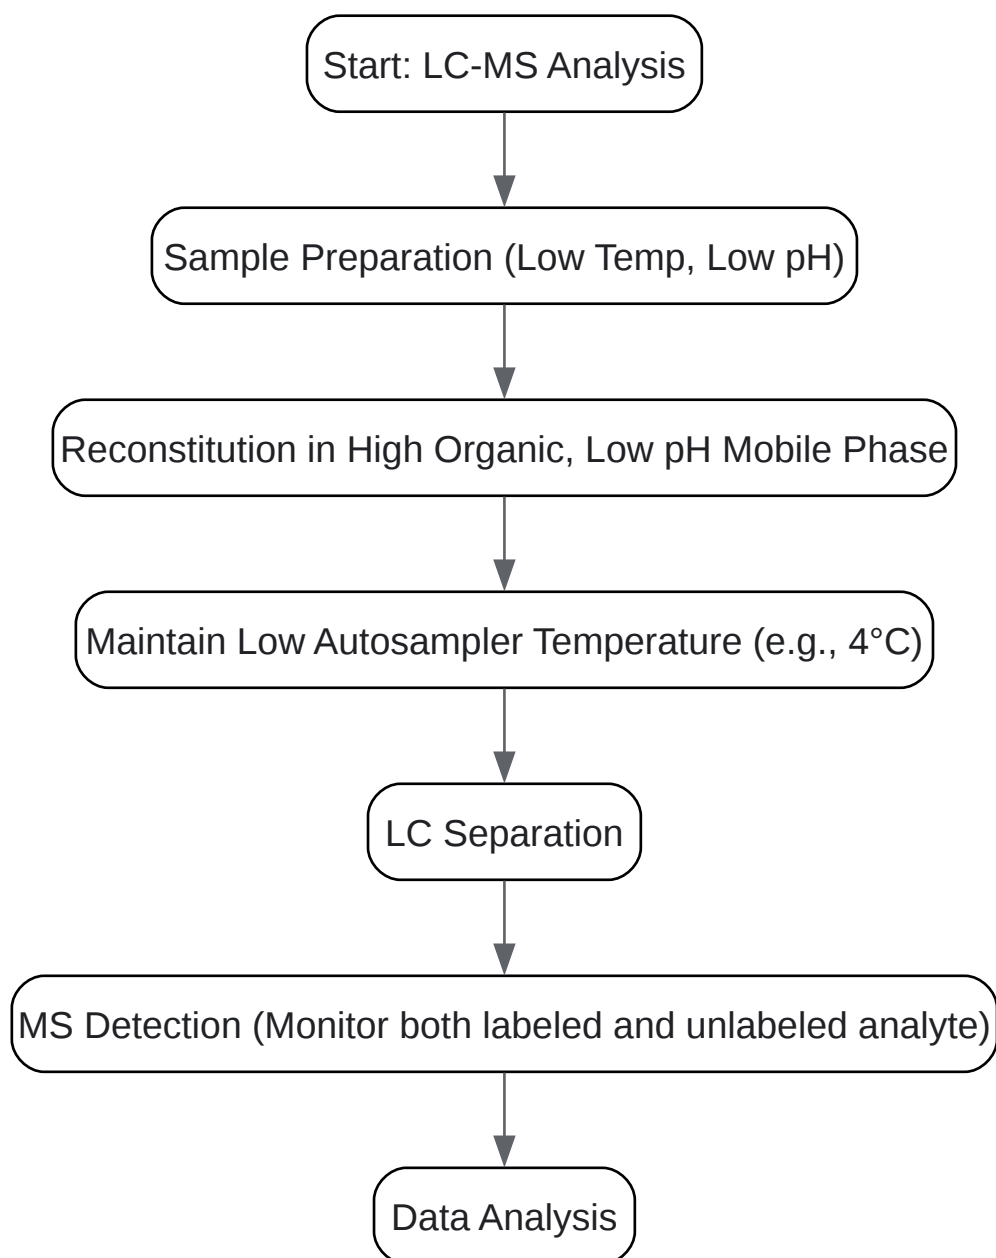 Start: LC-MS Analysis
Sample Preparation (Low Temp, Low pH)
Reconstitution in High Organic, Low pH Mobile Phase
Maintain Low Autosampler Temperature (e.g., 4°C)
LC Separation
MS Detection (Monitor both labeled and unlabeled analyte)
Data Analysis